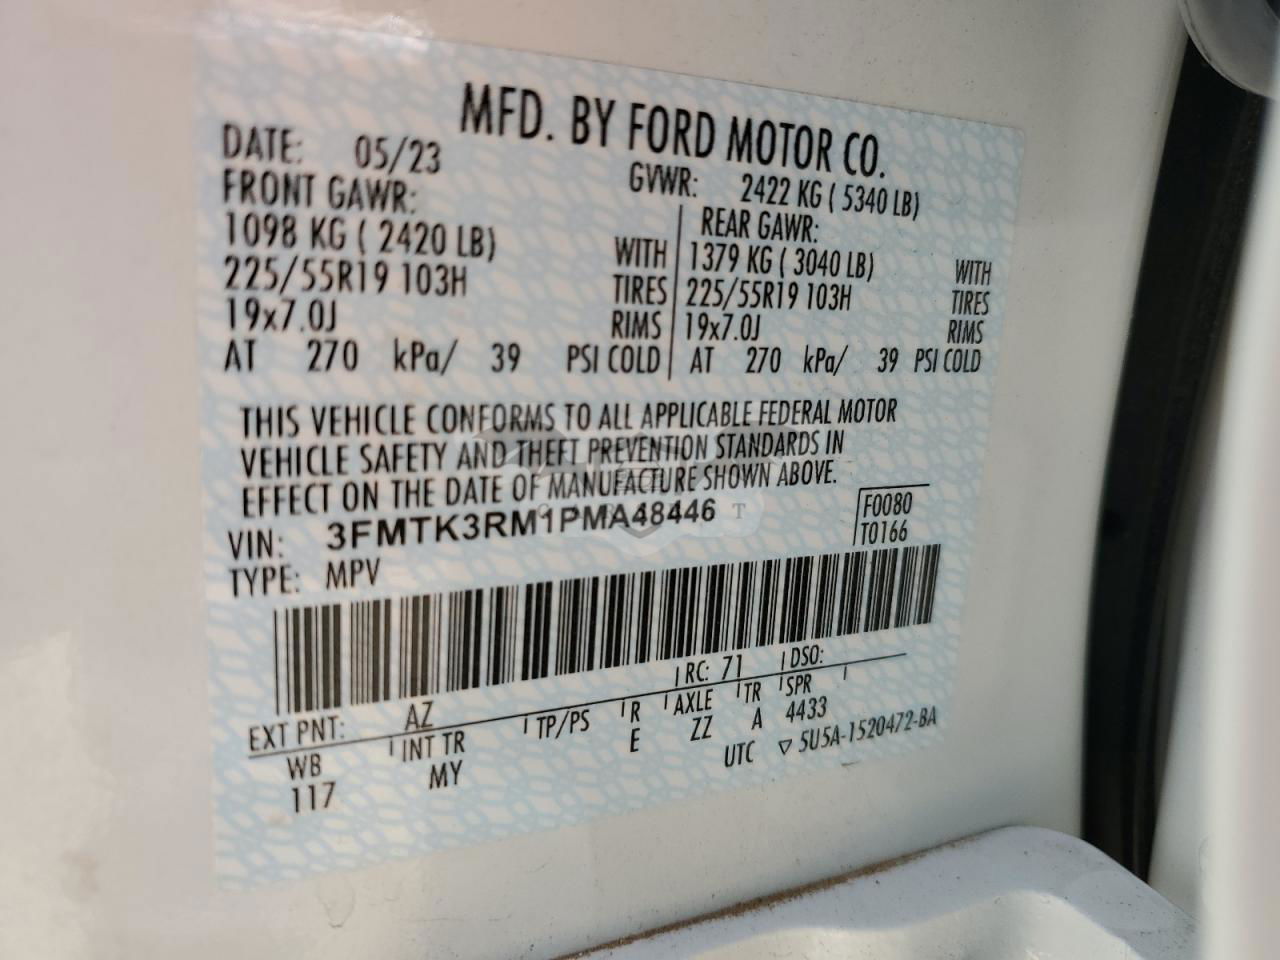 MFD. BY FORD MOTOR CO.
DATE: 05/23
GVWR: 2422 KG ( 5340 LB)
FRONT GAWR:
REAR GAWR:
1098 KG ( 2420 LB) WITH
1379 KG ( 3040 LB) WITH
225/55R19 103H TIRES
225/55R19 103H TIRES
19x7.0J RIMS
19x7.0J RIMS
AT 270 kPa/ 39 PSI COLD
AT 270 kPa/ 39 PSI COLD
THIS VEHICLE CONFORMS TO ALL APPLICABLE FEDERAL MOTOR
VEHICLE SAFETY AND THEFT PREVENTION STANDARDS IN
EFFECT ON THE DATE OF MANUFACTURE SHOWN ABOVE.
VIN: 3FMTK3RM1PMA48446
F0080
T0166
TYPE: MPV
RC: 71 DSO:
EXT PNT: AZ
WB INT TR TP/PS R AXLE TR SPR
117 MY E ZZ A 4433
UTC ▽ 5U5A-1520472-BA